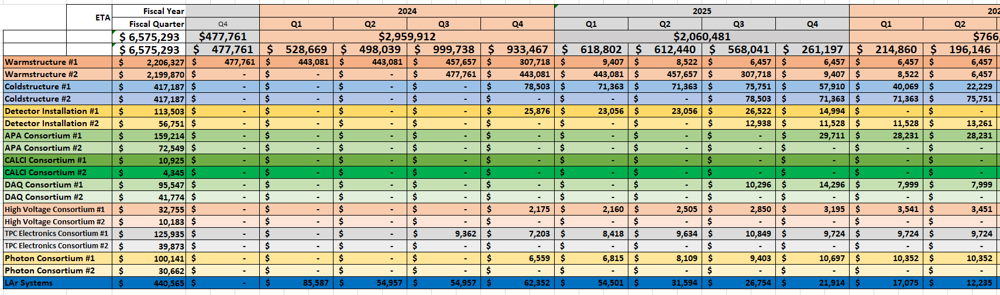 ETA Fiscal Year 2024 2025 202
Fiscal Quarter Q4 Q1 Q2 Q3 Q4 Q1 Q2 Q3 Q4 Q1 Q2
$ 6,575,293 $477,761 $2,959,912 $2,060,481 $766,
$ 6,575,293 $ 477,761 $ 528,669 $ 498,039 $ 999,738 $ 933,467 $ 618,802 $ 612,440 $ 568,041 $ 261,197 $ 214,860 $ 196,146
Warmstructure #1 $ 2,206,327 $ 477,761 $ 443,081 $ 443,081 $ 457,657 $ 307,718 $ 9,407 $ 8,522 $ 6,457 $ 6,457 $ 6,457 $ 6,457
Warmstructure #2 $ 2,199,870 $ - $ - $ - $ 477,761 $ 443,081 $ 443,081 $ 457,657 $ 307,718 $ 9,407 $ 8,522 $ 6,457
Coldstructure #1 $ 417,187 $ - $ - $ - $ - $ 78,503 $ 71,363 $ 71,363 $ 75,751 $ 57,910 $ 40,069 $ 22,229
Coldstructure #2 $ 417,187 $ - $ - $ - $ - $ - $ - $ - $ 78,503 $ 71,363 $ 71,363 $ 75,751
Detector Installation #1 $ 113,503 $ - $ - $ - $ - $ 25,876 $ 23,056 $ 23,056 $ 26,522 $ 14,994 $ - $ -
Detector Installation #2 $ 56,751 $ - $ - $ - $ - $ - $ - $ - $ 12,938 $ 11,528 $ 11,528 $ 13,261
APA Consortium #1 $ 159,214 $ - $ - $ - $ - $ - $ - $ - $ - $ 29,711 $ 28,231 $ 28,231
APA Consortium #2 $ 72,549 $ - $ - $ - $ - $ - $ - $ - $ - $ - $ - $ -
CALCI Consortium #1 $ 10,925 $ - $ - $ - $ - $ - $ - $ - $ - $ - $ - $ -
CALCI Consortium #2 $ 4,345 $ - $ - $ - $ - $ - $ - $ - $ - $ - $ - $ -
DAQ Consortium #1 $ 95,547 $ - $ - $ - $ - $ - $ - $ - $ 10,296 $ 14,296 $ 7,999 $ 7,999
DAQ Consortium #2 $ 41,774 $ - $ - $ - $ - $ - $ - $ - $ - $ - $ - $ -
High Voltage Consortium #1 $ 32,755 $ - $ - $ - $ - $ 2,175 $ 2,160 $ 2,505 $ 2,850 $ 3,195 $ 3,541 $ 3,451
High Voltage Consortium #2 $ 10,183 $ - $ - $ - $ - $ - $ - $ - $ - $ - $ - $ -
TPC Electronics Consortium #1 $ 125,935 $ - $ - $ - $ 9,362 $ 7,203 $ 8,418 $ 9,634 $ 10,849 $ 9,724 $ 9,724 $ 9,724
TPC Electronics Consortium #2 $ 39,873 $ - $ - $ - $ - $ - $ - $ - $ - $ - $ - $ -
Photon Consortium #1 $ 100,141 $ - $ - $ - $ - $ 6,559 $ 6,815 $ 8,109 $ 9,403 $ 10,697 $ 10,352 $ 10,352
Photon Consortium #2 $ 30,662 $ - $ - $ - $ - $ - $ - $ - $ - $ - $ - $ -
LAr Systems $ 440,565 $ - $ 85,587 $ 54,957 $ 54,957 $ 62,352 $ 54,501 $ 31,594 $ 26,754 $ 21,914 $ 17,075 $ 12,235